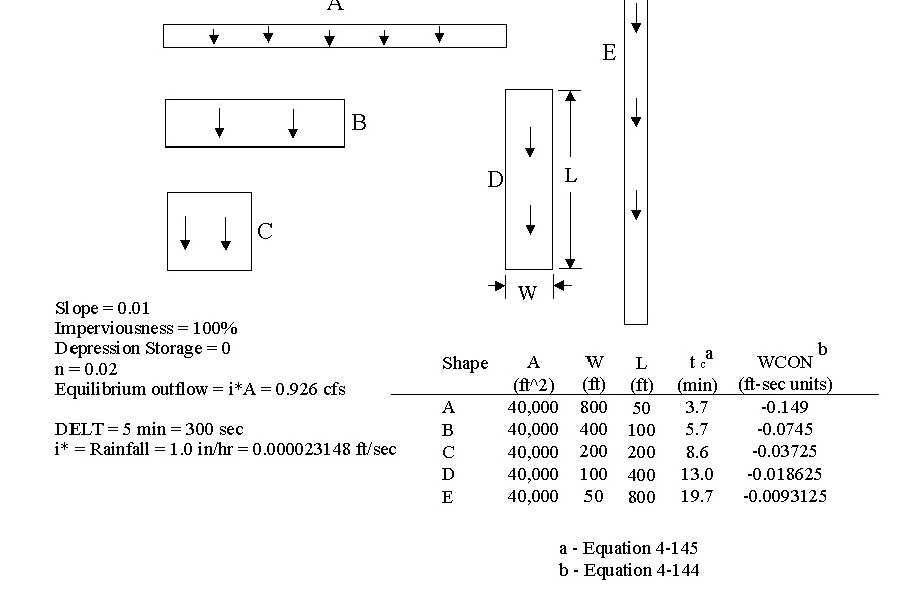 A
E
B
D
L
C
W
Slope = 0.01
Imperviousness = 100%
Depression Storage = 0
n = 0.02
Equilibrium outflow = i*A = 0.926 cfs
DELT = 5 min = 300 sec
i* = Rainfall = 1.0 in/hr = 0.000023148 ft/sec
Shape A W L t c a WCON b
(ft^2) (ft) (ft) (min) (ft-sec units)
A 40,000 800 50 3.7 -0.149
B 40,000 400 100 5.7 -0.0745
C 40,000 200 200 8.6 -0.03725
D 40,000 100 400 13.0 -0.018625
E 40,000 50 800 19.7 -0.0093125
a - Equation 4-145
b - Equation 4-144